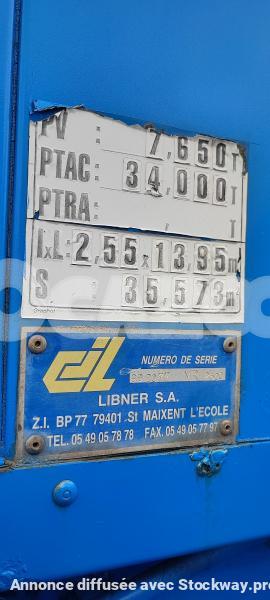 PV : 7,650 T
PTAC: 34,000 T
PTRA: , T
lxL: 2,55 x 13,95 m
S : 35,573 m²
CIL
NUMERO DE SERIE
LIBNER S.A.
Z.I. BP 77 79401 -St MAIXENT L'ECOLE
TEL. 05 49 05 78 78 FAX. 05 49 05 77 97
Annonce diffusée avec Stockway.pro